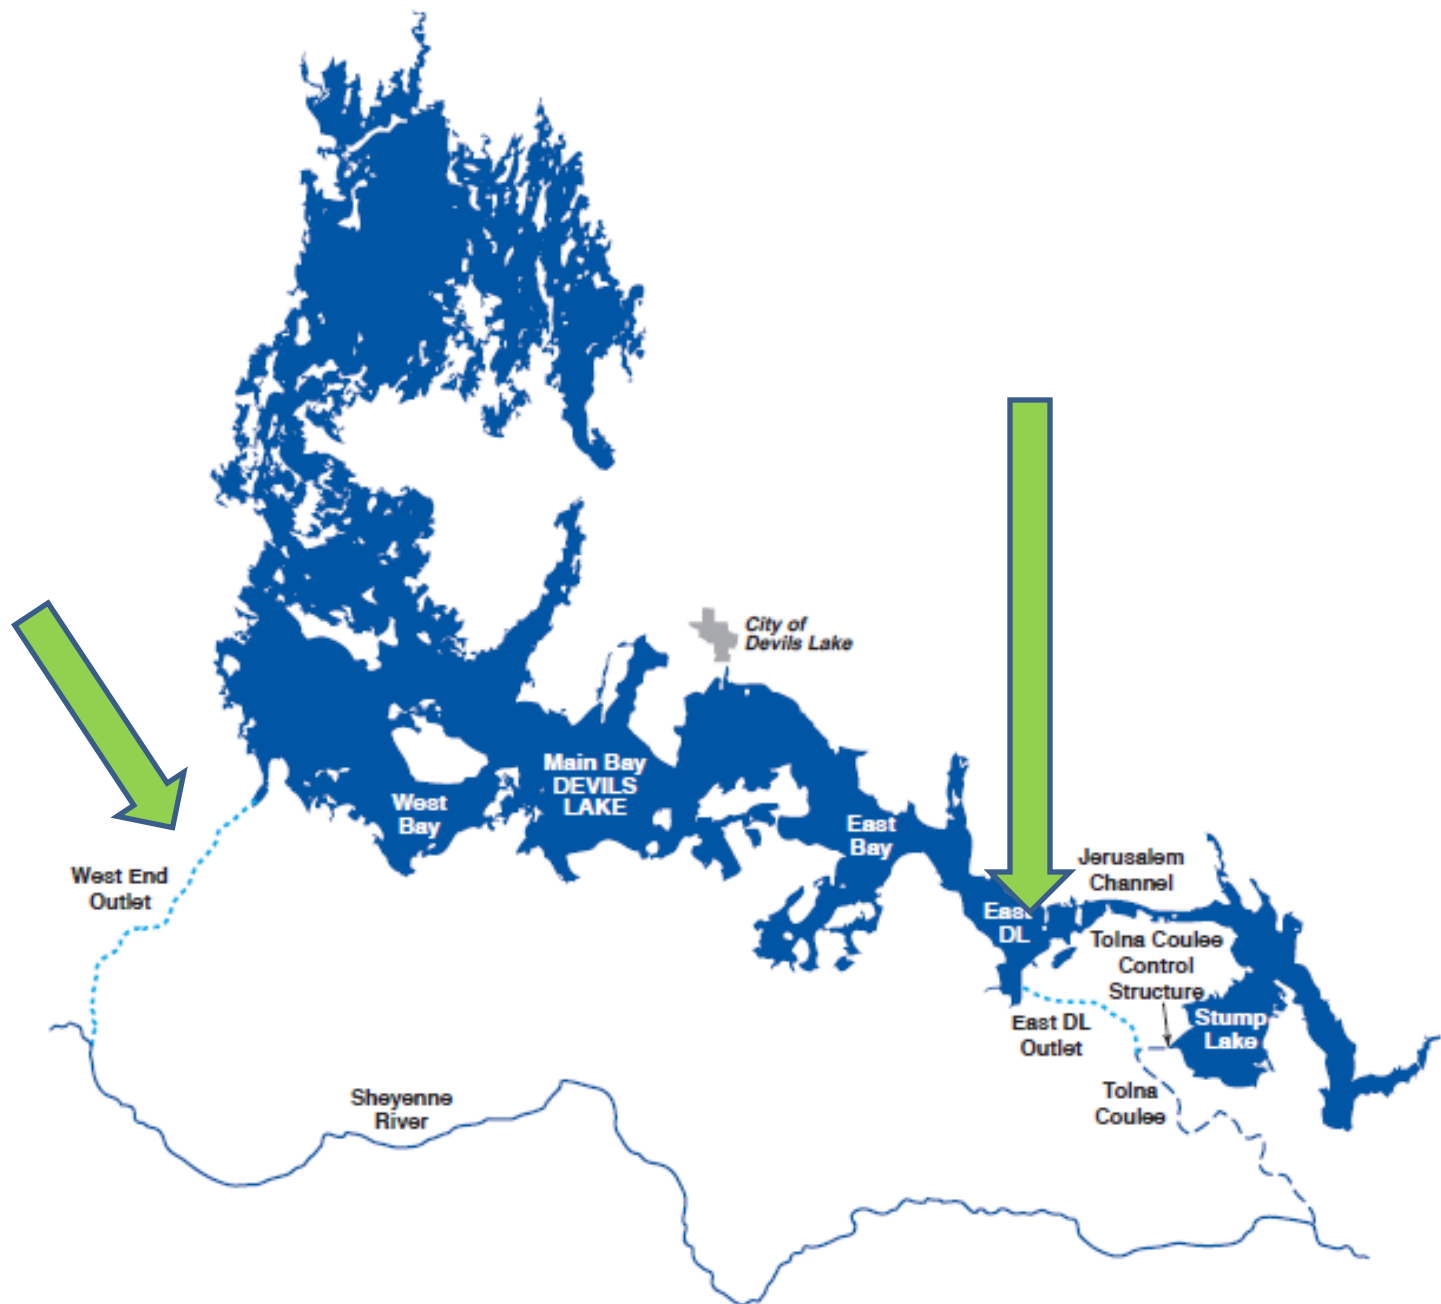 City of
Devils Lake
Main Bay
DEVILS
LAKE
West
Bay
East
Bay
Jerusalem
Channel
West End
Outlet
East
DL
Tolna Coulee
Control
Structure
Stump
Lake
East DL
Outlet
Tolna
Coulee
Sheyenne
River